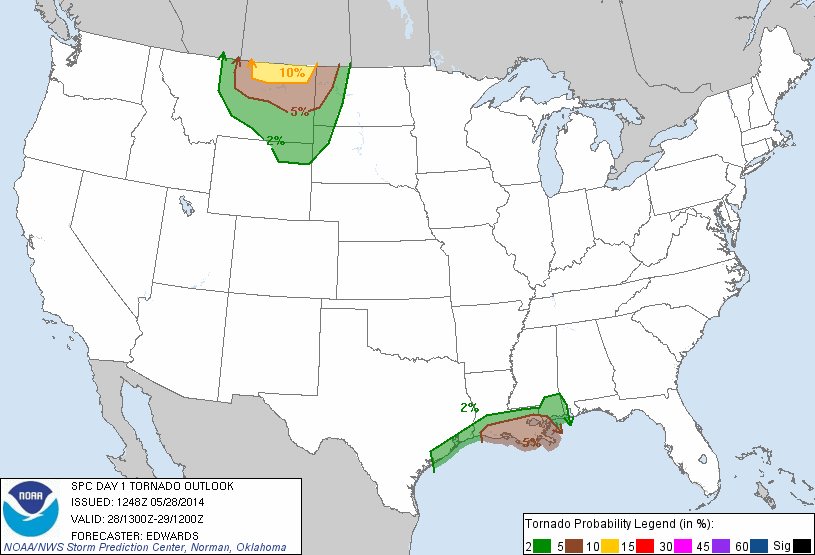 10%
5%
2%
2%
5%
NOAA
SPC DAY 1 TORNADO OUTLOOK
ISSUED: 1248Z 05/28/2014
VALID: 28/1300Z-29/1200Z
FORECASTER: EDWARDS
NOAA/NWS Storm Prediction Center, Norman, Oklahoma
Tornado Probability Legend (in %):
2 5 10 15 30 45 60 Sig